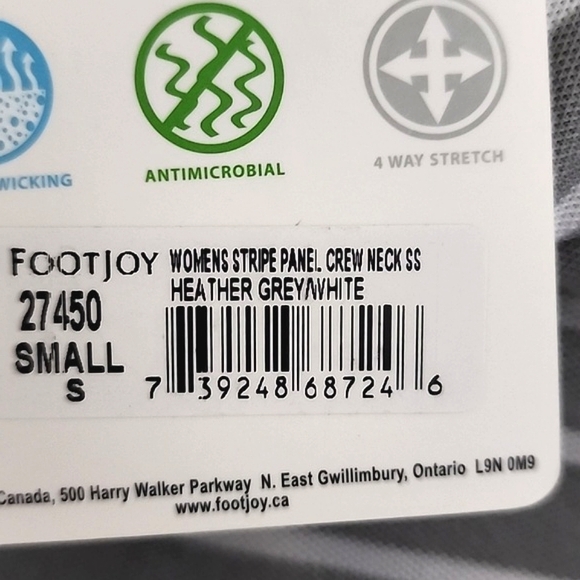 WICKING
ANTIMICROBIAL
4 WAY STRETCH
FOOTJOY WOMENS STRIPE PANEL CREW NECK SS
HEATHER GREY/WHITE
27450
SMALL
S
7 39248 68724 6
Canada, 500 Harry Walker Parkway N. East Gwillimbury, Ontario L9N 0M9
www.footjoy.ca